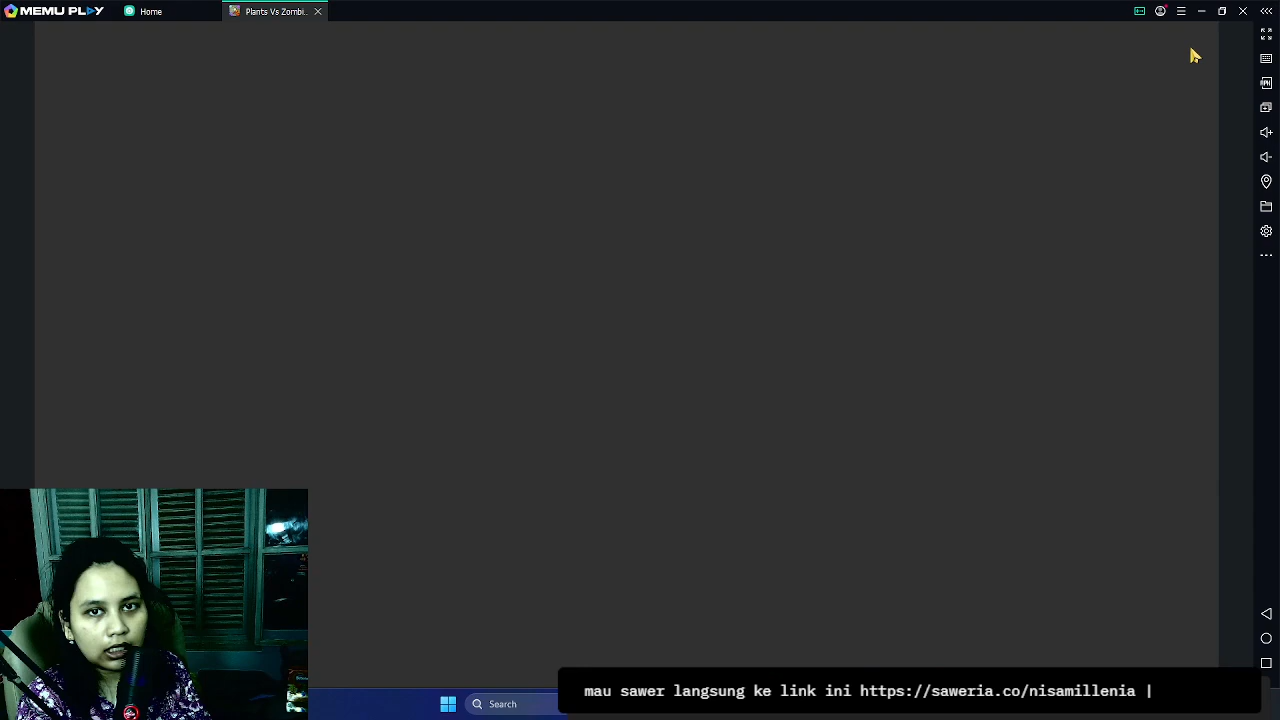 MEMU PLAY
Home
Plants Vs Zombi..
Search
mau sawer langsung ke link ini https://saweria.co/nisamillenia |